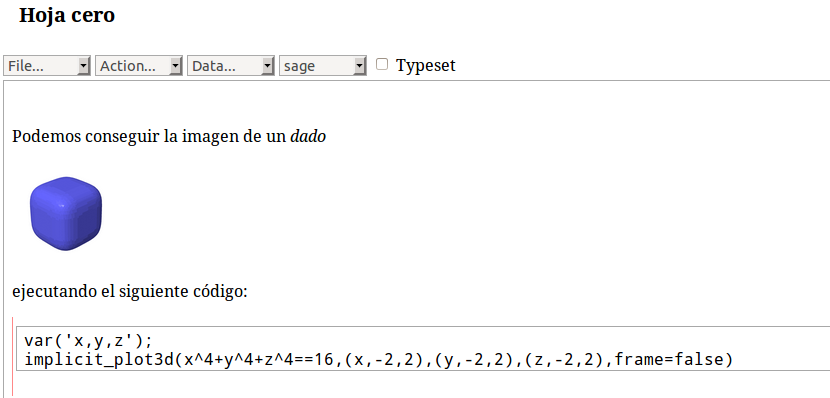 Hoja cero
File... Action... Data... sage Typeset
Podemos conseguir la imagen de un dado
ejecutando el siguiente código:
var('x,y,z');
implicit_plot3d(x^4+y^4+z^4==16,(x,-2,2),(y,-2,2),(z,-2,2),frame=false)